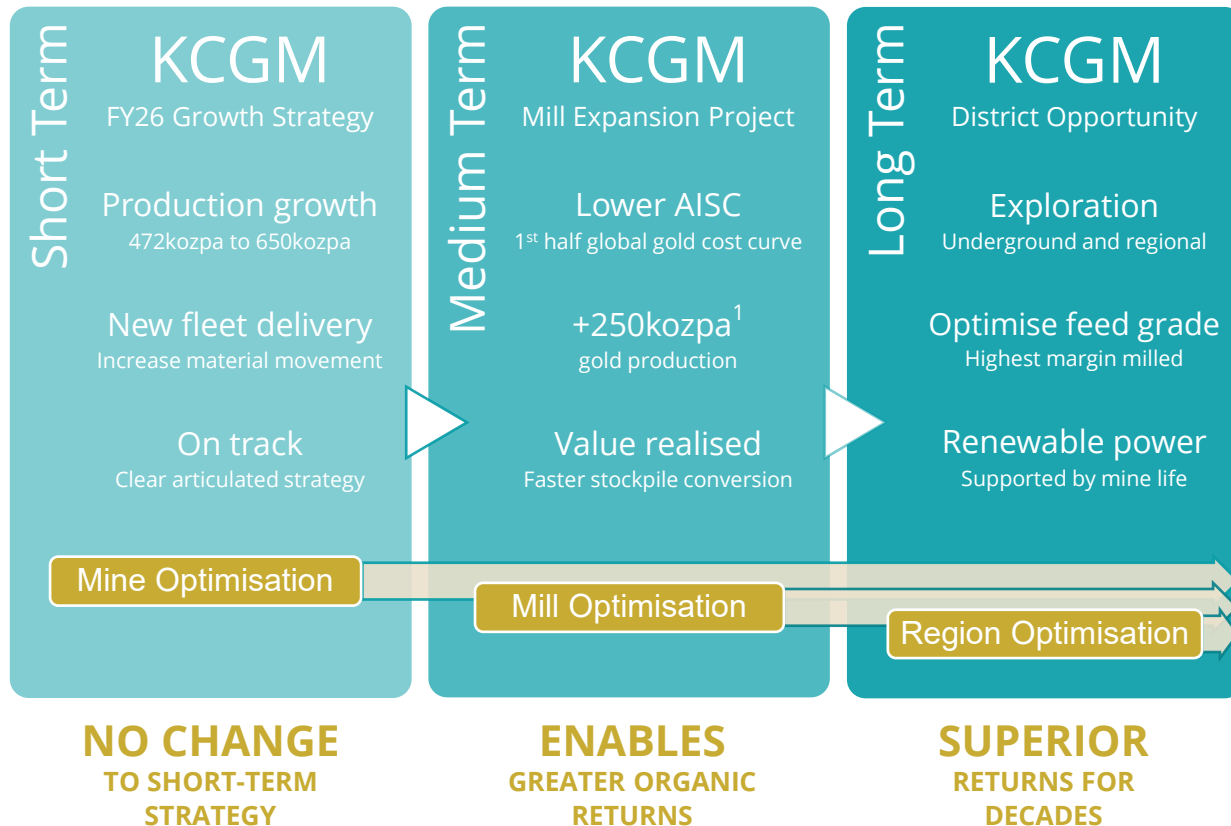 Short Term
KCGM
FY26 Growth Strategy
Production growth
472kozpa to 650kozpa
New fleet delivery
Increase material movement
On track
Clear articulated strategy
Medium Term
KCGM
Mill Expansion Project
Lower AISC
1st half global gold cost curve
+250kozpa1
gold production
Value realised
Faster stockpile conversion
Long Term
KCGM
District Opportunity
Exploration
Underground and regional
Optimise feed grade
Highest margin milled
Renewable power
Supported by mine life
Mine Optimisation
Mill Optimisation
Region Optimisation
NO CHANGE
TO SHORT-TERM
STRATEGY
ENABLES
GREATER ORGANIC
RETURNS
SUPERIOR
RETURNS FOR
DECADES